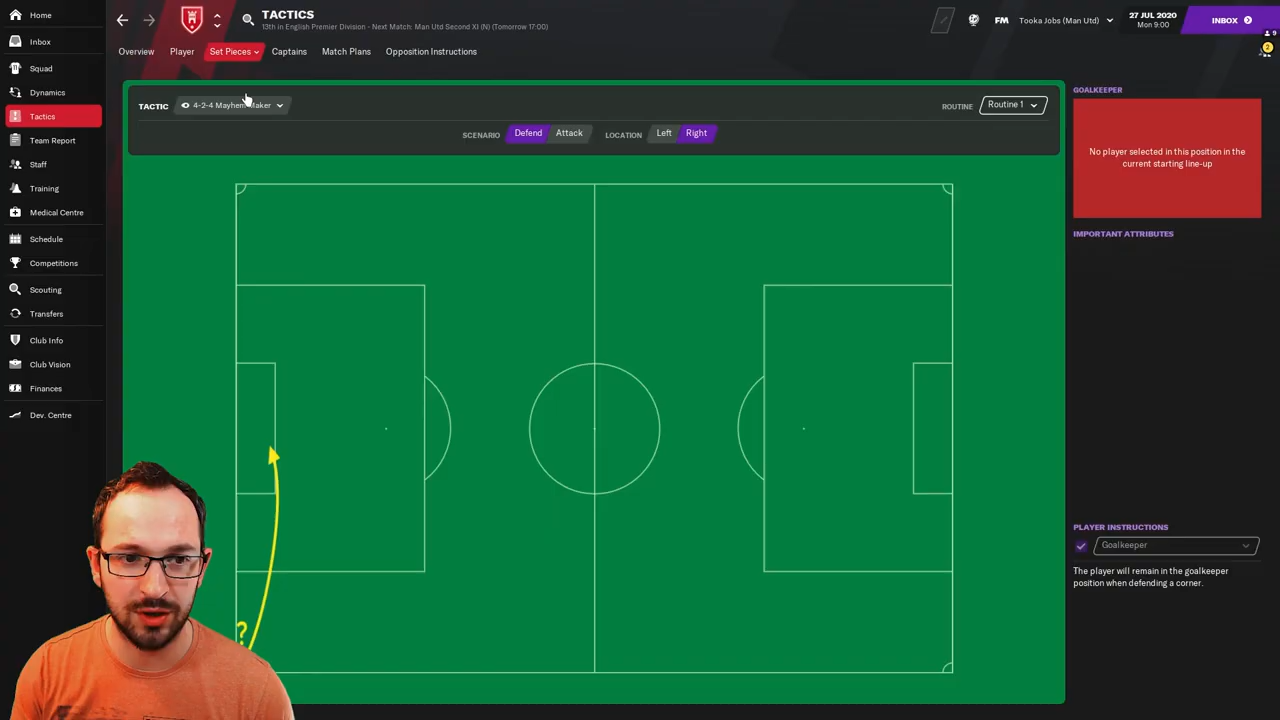 Home
Inbox
Squad
Dynamics
Tactics
Team Report
Staff
Training
Medical Centre
Schedule
Competitions
Scouting
Transfers
Club Info
Club Vision
Finances
Dev. Centre
TACTICS
13th in English Premier Division - Next Match: Man Utd Second XI (N) (Tomorrow 17:00)
FM
Tooka Jobs (Man Utd)
27 JUL 2020
Mon 9:00
INBOX
9
2
Overview
Player
Set Pieces
Captains
Match Plans
Opposition Instructions
TACTIC
4-2-4 Mayhem Maker
ROUTINE
Routine 1
SCENARIO
Defend
Attack
LOCATION
Left
Right
?
GOALKEEPER
No player selected in this position in the
current starting line-up
IMPORTANT ATTRIBUTES
PLAYER INSTRUCTIONS
Goalkeeper
The player will remain in the goalkeeper
position when defending a corner.